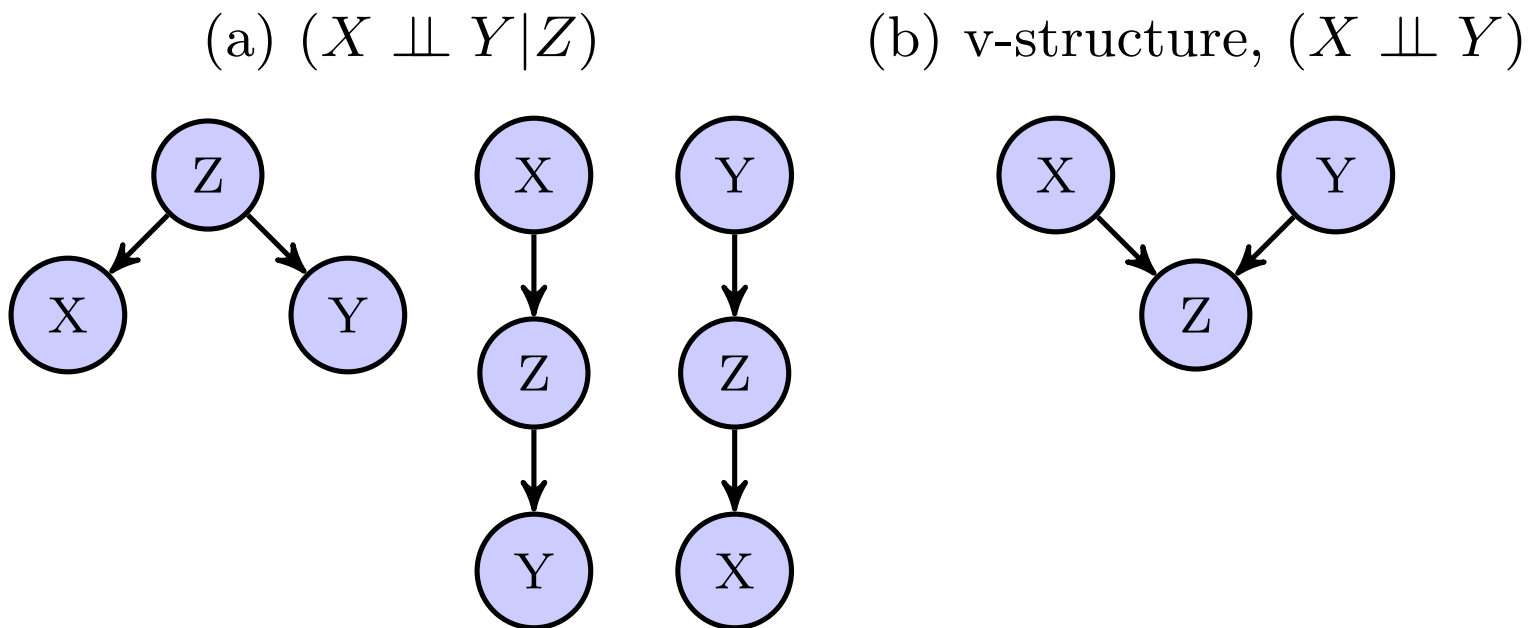 (a) (X ⫫ Y|Z)
(b) v-structure, (X ⫫ Y)
Z
X
Y
X
Z
Y
Y
Z
X
X
Y
Z